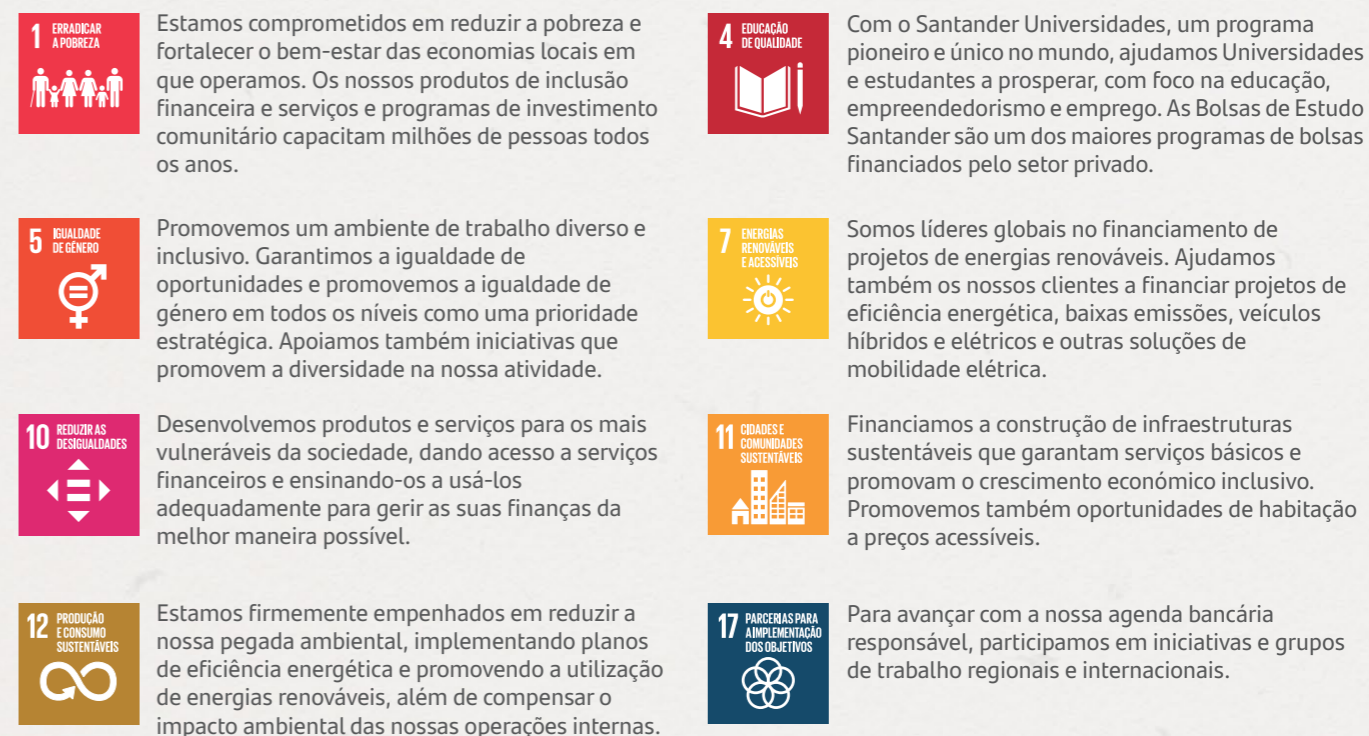 1 ERRADICAR
A POBREZA
Estamos comprometidos em reduzir a pobreza e
fortalecer o bem-estar das economias locais em
que operamos. Os nossos produtos de inclusão
financeira e serviços e programas de investimento
comunitário capacitam milhões de pessoas todos
os anos.
4 EDUCAÇÃO
DE QUALIDADE
Com o Santander Universidades, um programa
pioneiro e único no mundo, ajudamos Universidades
e estudantes a prosperar, com foco na educação,
empreendedorismo e emprego. As Bolsas de Estudo
Santander são um dos maiores programas de bolsas
financiados pelo setor privado.
5 IGUALDADE
DE GÉNERO
Promovemos um ambiente de trabalho diverso e
inclusivo. Garantimos a igualdade de
oportunidades e promovemos a igualdade de
género em todos os níveis como uma prioridade
estratégica. Apoiamos também iniciativas que
promovem a diversidade na nossa atividade.
7 ENERGIAS
RENOVÁVEIS
E ACESSÍVEIS
Somos líderes globais no financiamento de
projetos de energias renováveis. Ajudamos
também os nossos clientes a financiar projetos de
eficiência energética, baixas emissões, veículos
híbridos e elétricos e outras soluções de
mobilidade elétrica.
10 REDUZIR AS
DESIGUALDADES
Desenvolvemos produtos e serviços para os mais
vulneráveis da sociedade, dando acesso a serviços
financeiros e ensinando-os a usá-los
adequadamente para gerir as suas finanças da
melhor maneira possível.
11 CIDADES E
COMUNIDADES
SUSTENTÁVEIS
Financiamos a construção de infraestruturas
sustentáveis que garantam serviços básicos e
promovam o crescimento económico inclusivo.
Promovemos também oportunidades de habitação
a preços acessíveis.
12 PRODUÇÃO
E CONSUMO
SUSTENTÁVEIS
Estamos firmemente empenhados em reduzir a
nossa pegada ambiental, implementando planos
de eficiência energética e promovendo a utilização
de energias renováveis, além de compensar o
impacto ambiental das nossas operações internas.
17 PARCERIAS PARA
A IMPLEMENTAÇÃO
DOS OBJETIVOS
Para avançar com a nossa agenda bancária
responsável, participamos em iniciativas e grupos
de trabalho regionais e internacionais.